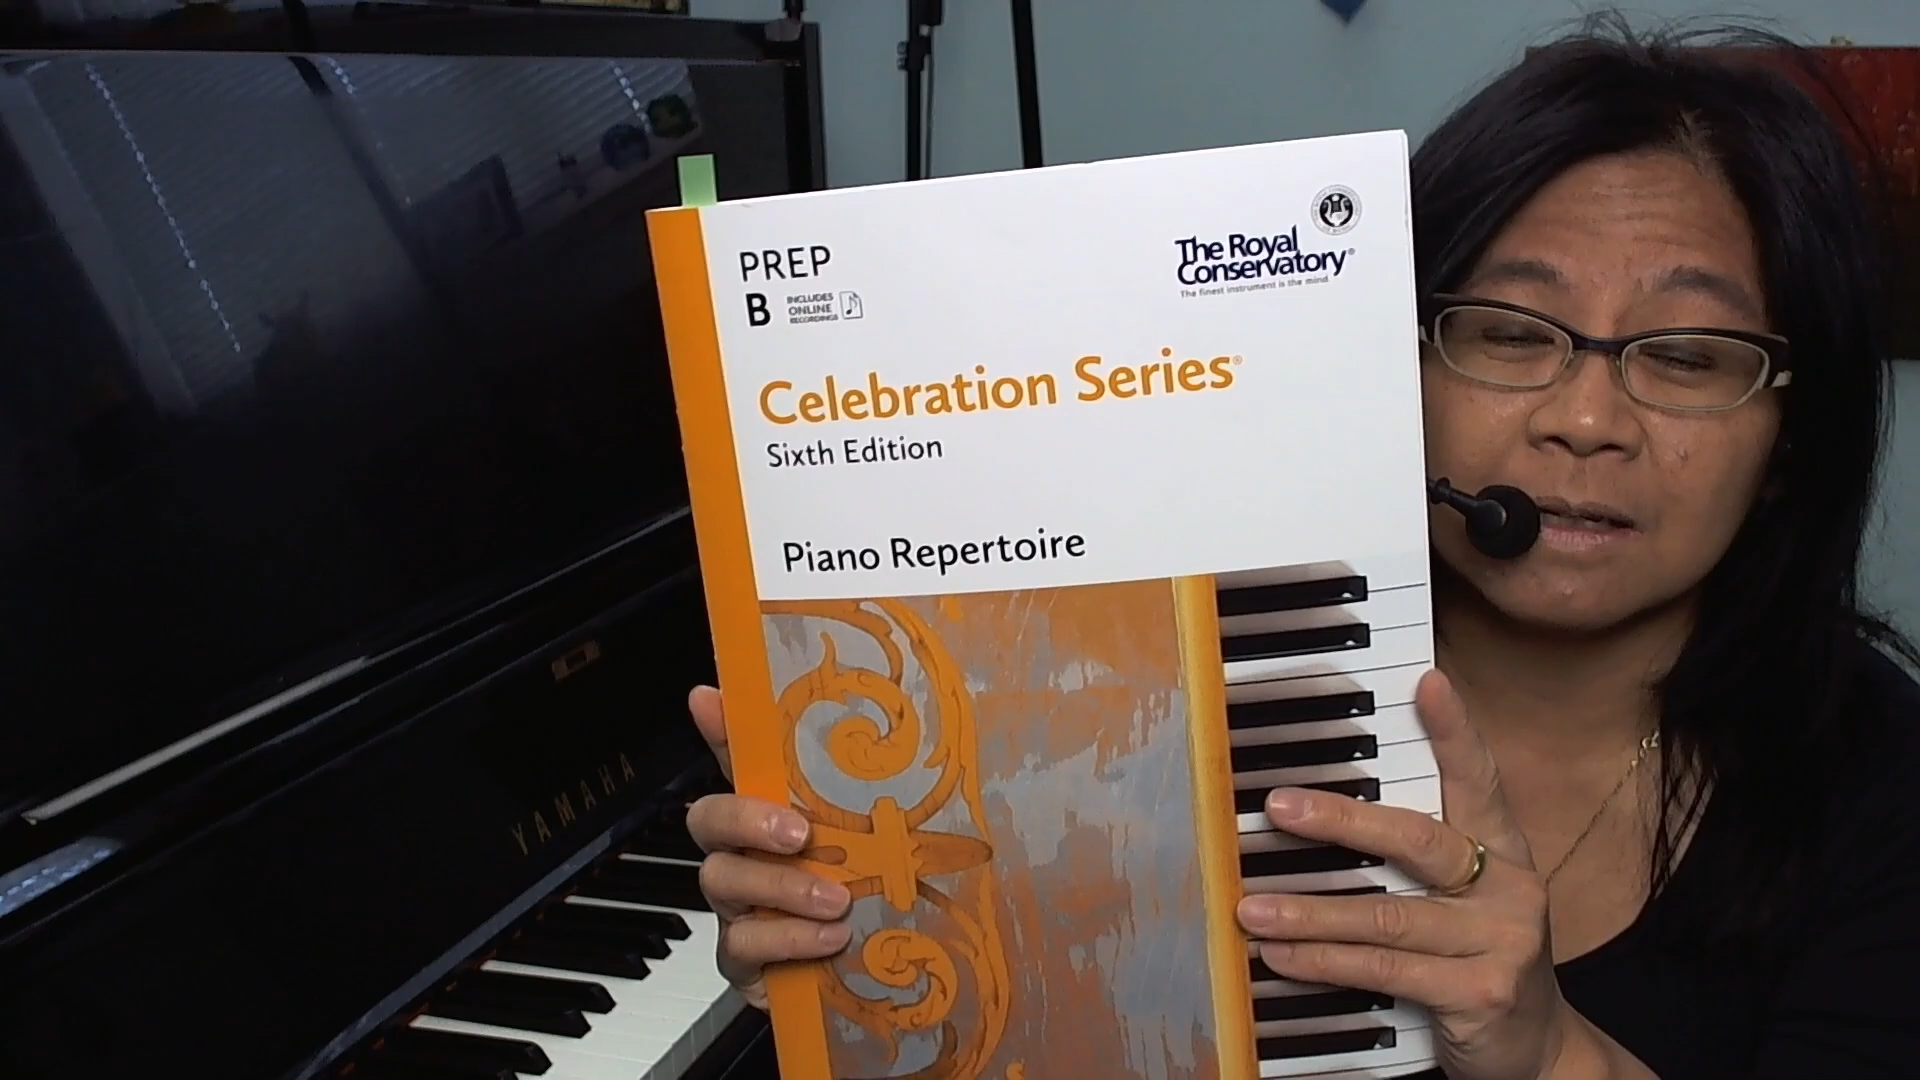 PREP
B
INCLUDES
ONLINE
RECORDINGS
The Royal
Conservatory®
The finest instrument is the mind.
Celebration Series®
Sixth Edition
Piano Repertoire
YAMAHA